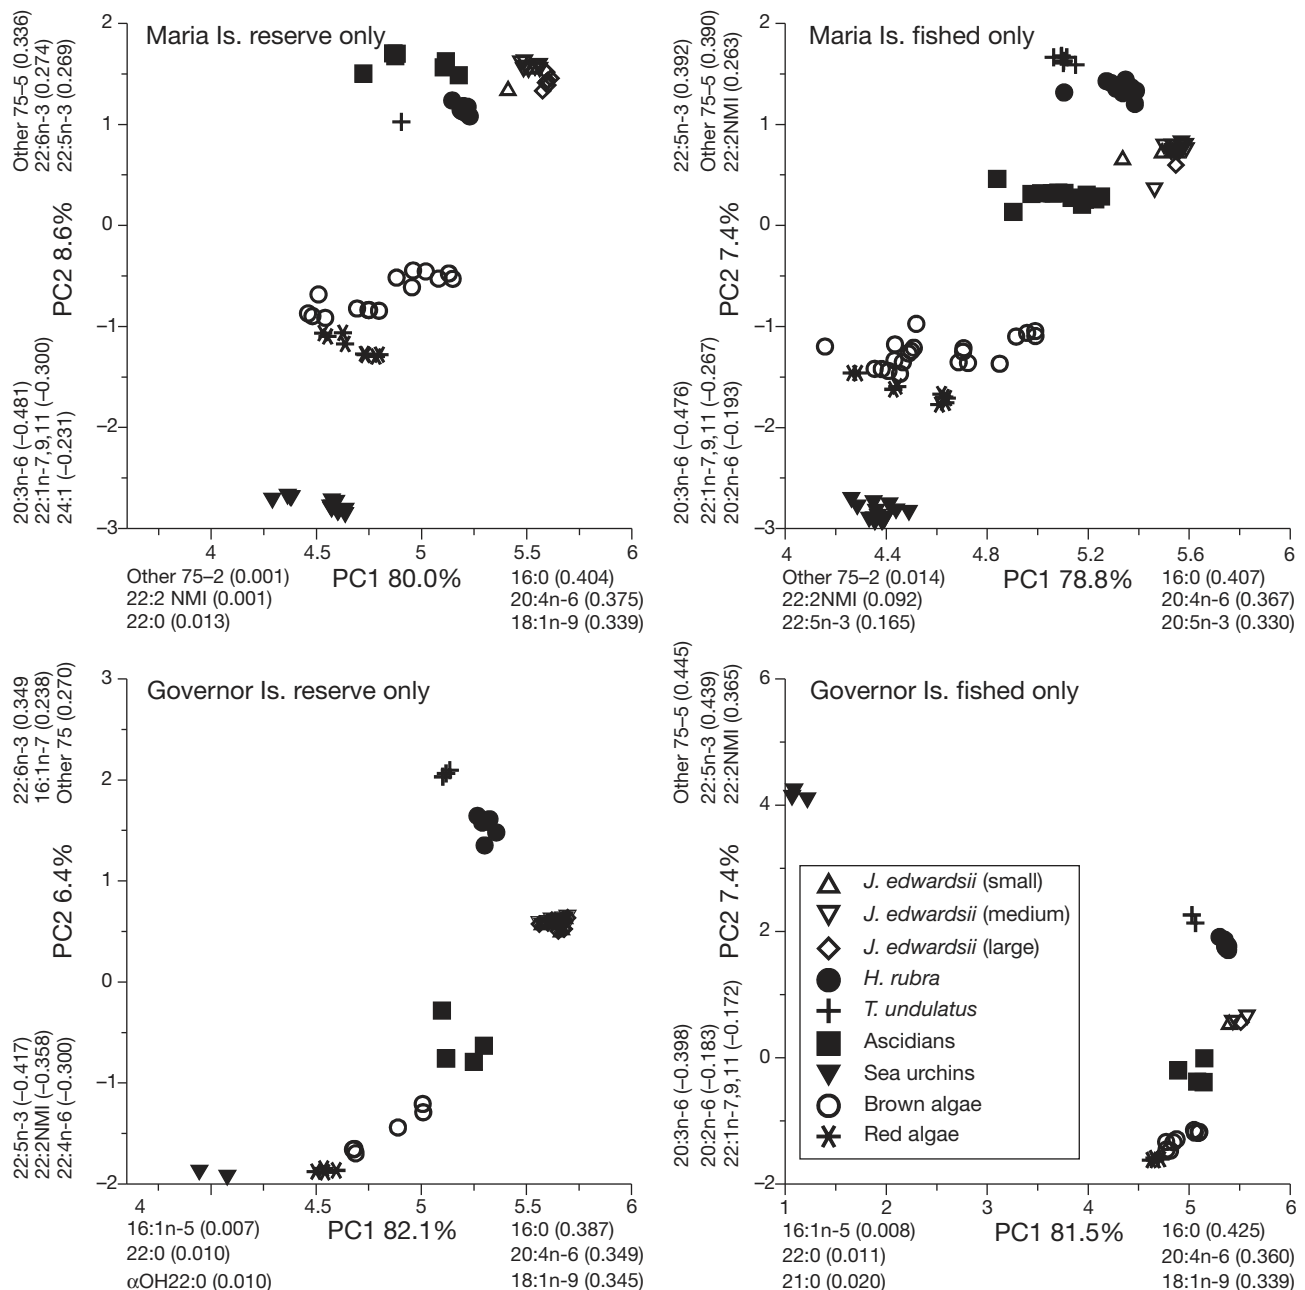 Maria Is. reserve only
Other 75–5 (0.336)
22:6n-3 (0.274)
22:5n-3 (0.269)
PC2 8.6%
20:3n-6 (–0.481)
22:1n-7,9,11 (–0.300)
24:1 (–0.231)
2
1
0
–1
–2
–3
4 4.5 5 5.5 6
PC1 80.0%
Other 75–2 (0.001)
22:2 NMI (0.001)
22:0 (0.013)
16:0 (0.404)
20:4n-6 (0.375)
18:1n-9 (0.339)
Maria Is. fished only
22:5n-3 (0.392)
Other 75–5 (0.390)
22:2NMI (0.263)
PC2 7.4%
20:3n-6 (–0.476)
22:1n-7,9,11 (–0.267)
20:2n-6 (–0.193)
2
1
0
–1
–2
–3
4 4.4 4.8 5.2 5.6 6
PC1 78.8%
Other 75–2 (0.014)
22:2NMI (0.092)
22:5n-3 (0.165)
16:0 (0.407)
20:4n-6 (0.367)
20:5n-3 (0.330)
Governor Is. reserve only
22:6n-3 (0.349
16:1n-7 (0.238)
Other 75 (0.270)
PC2 6.4%
22:5n-3 (–0.417)
22:2NMI (–0.358)
22:4n-6 (–0.300)
3
2
1
0
–1
–2
4 4.5 5 5.5 6
PC1 82.1%
16:1n-5 (0.007)
22:0 (0.010)
αOH22:0 (0.010)
16:0 (0.387)
20:4n-6 (0.349)
18:1n-9 (0.345)
Governor Is. fished only
Other 75–5 (0.445)
22:5n-3 (0.439)
22:2NMI (0.365)
PC2 7.4%
20:3n-6 (–0.398)
20:2n-6 (–0.183)
22:1n-7,9,11 (–0.172)
6
4
2
0
–2
J. edwardsii (small)
J. edwardsii (medium)
J. edwardsii (large)
H. rubra
T. undulatus
Ascidians
Sea urchins
Brown algae
Red algae
1 2 3 4 5 6
PC1 81.5%
16:1n-5 (0.008)
22:0 (0.011)
21:0 (0.020)
16:0 (0.425)
20:4n-6 (0.360)
18:1n-9 (0.339)